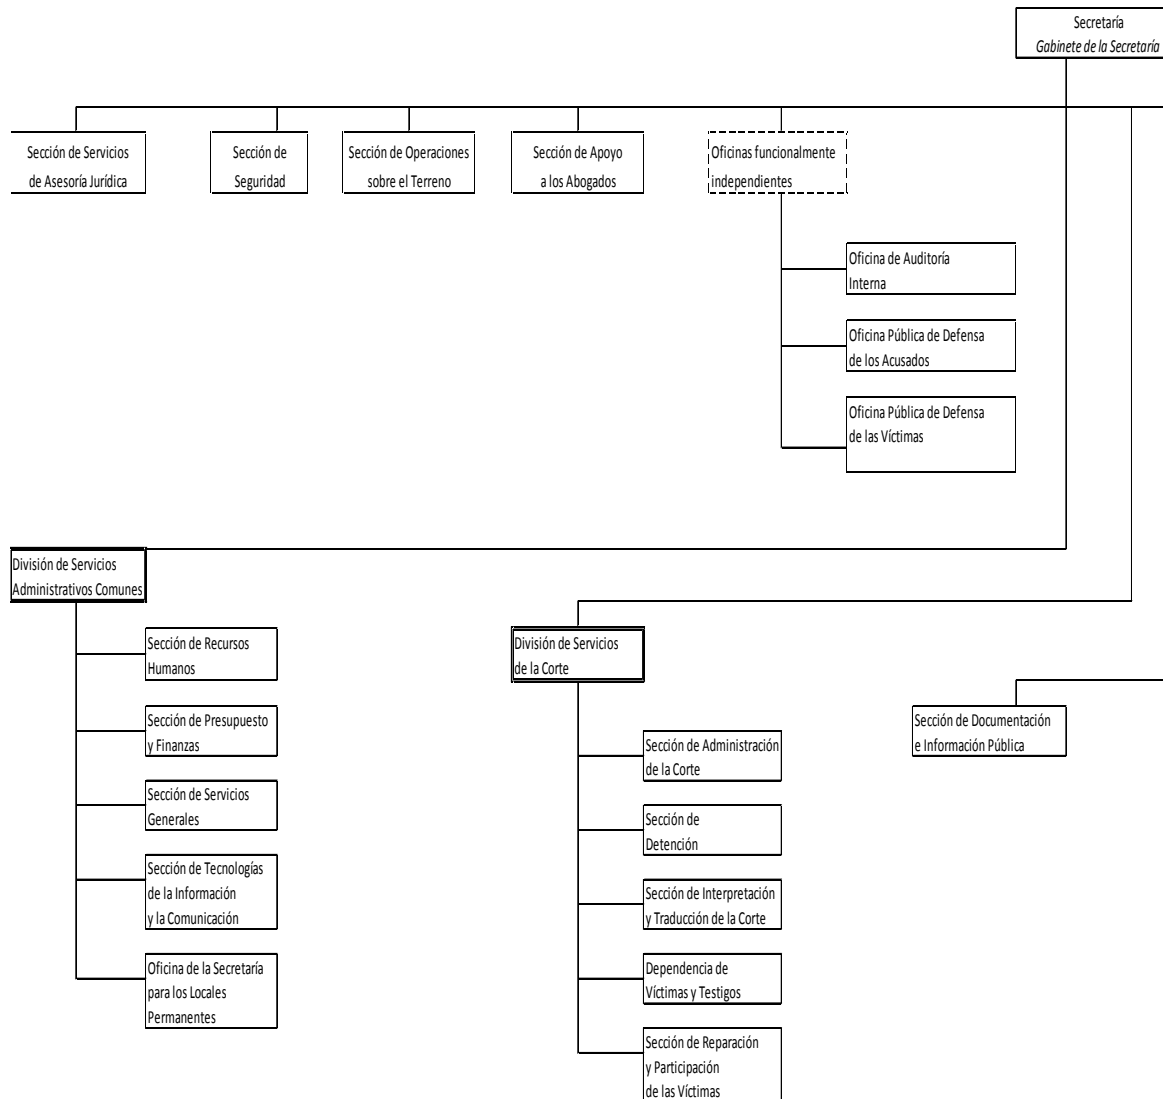 Secretaría
Gabinete de la Secretaría
Sección de Servicios
de Asesoría Jurídica
Sección de
Seguridad
Sección de Operaciones
sobre el Terreno
Sección de Apoyo
a los Abogados
Oficinas funcionalmente
independientes
Oficina de Auditoría
Interna
Oficina Pública de Defensa
de los Acusados
Oficina Pública de Defensa
de las Víctimas
División de Servicios
Administrativos Comunes
Sección de Recursos
Humanos
Sección de Presupuesto
y Finanzas
Sección de Servicios
Generales
Sección de Tecnologías
de la Información
y la Comunicación
Oficina de la Secretaría
para los Locales
Permanentes
División de Servicios
de la Corte
Sección de Administración
de la Corte
Sección de
Detención
Sección de Interpretación
y Traducción de la Corte
Dependencia de
Víctimas y Testigos
Sección de Reparación
y Participación
de las Víctimas
Sección de Documentación
e Información Pública